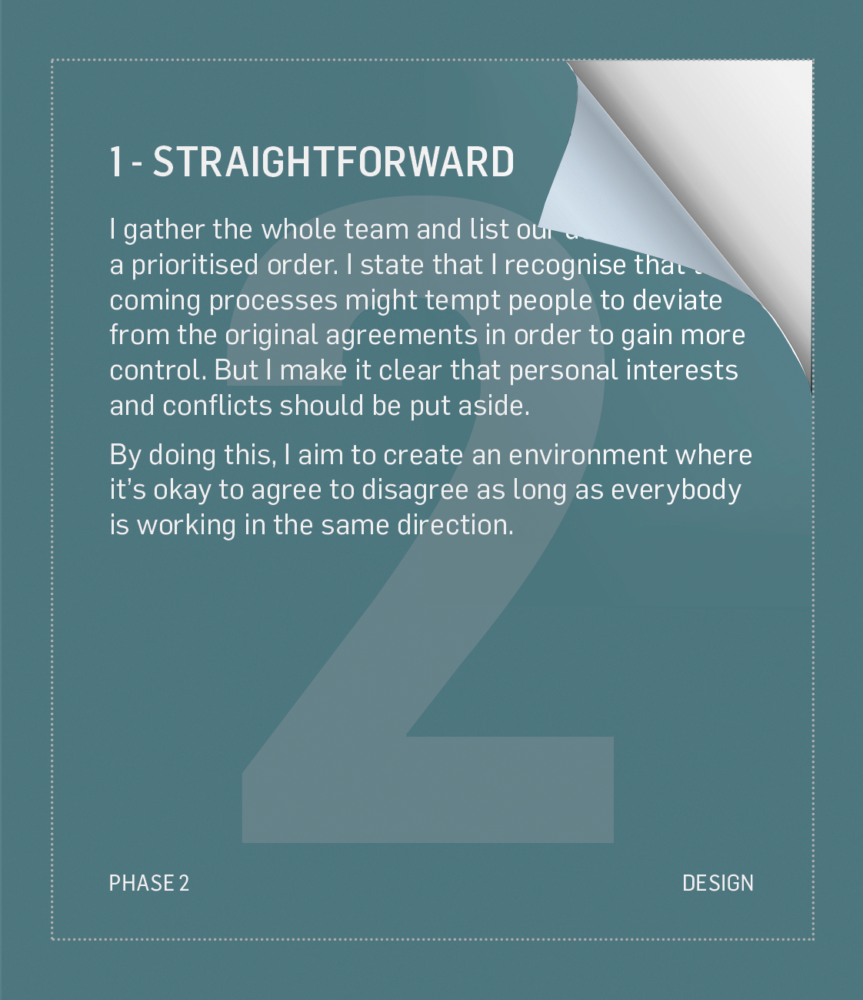 1 - STRAIGHTFORWARD
I gather the whole team and list our
a prioritised order. I state that I recognise that
coming processes might tempt people to deviate
from the original agreements in order to gain more
control. But I make it clear that personal interests
and conflicts should be put aside.
By doing this, I aim to create an environment where
it's okay to agree to disagree as long as everybody
is working in the same direction.
2
PHASE 2
DESIGN